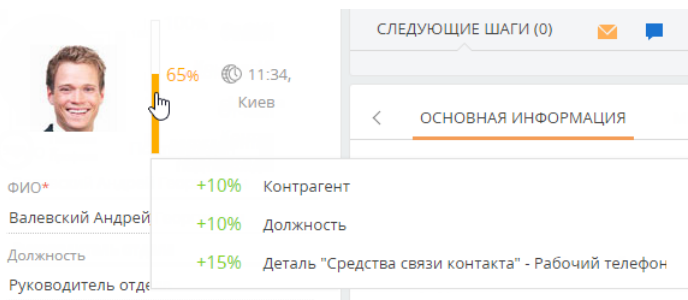 СЛЕДУЮЩИЕ ШАГИ (0)
65%
11:34,
Киев
ОСНОВНАЯ ИНФОРМАЦИЯ
ФИО*
Валевский Андрей
Должность
Руководитель отде
+10% Контрагент
+10% Должность
+15% Деталь "Средства связи контакта" - Рабочий телефон